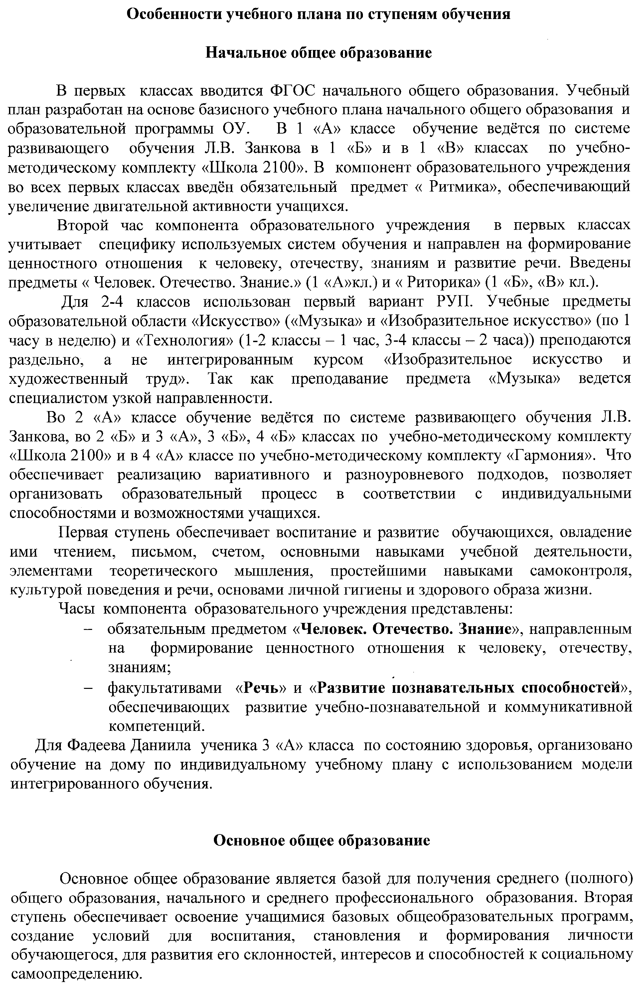 Особенности учебного плана по ступеням обучения
Начальное общее образование
В первых классах вводится ФГОС начального общего образования. Учебный
план разработан на основе базисного учебного плана начального общего образования и
образовательной программы ОУ. В 1 «А» классе обучение ведётся по системе
развивающего обучения Л.В. Занкова в 1 «Б» и в 1 «В» классах по учебно-
методическому комплекту «Школа 2100». В компонент образовательного учреждения
во всех первых классах введён обязательный предмет « Ритмика», обеспечивающий
увеличение двигательной активности учащихся.
Второй час компонента образовательного учреждения в первых классах
учитывает специфику используемых систем обучения и направлен на формирование
ценностного отношения к человеку, отечеству, знаниям и развитие речи. Введены
предметы « Человек. Отечество. Знание.» (1 «А»кл.) и « Риторика» (1 «Б», «В» кл.).
Для 2-4 классов использован первый вариант РУП. Учебные предметы
образовательной области «Искусство» («Музыка» и «Изобразительное искусство» (по 1
часу в неделю) и «Технология» (1-2 классы – 1 час, 3-4 классы – 2 часа)) преподаются
раздельно, а не интегрированным курсом «Изобразительное искусство и
художественный труд». Так как преподавание предмета «Музыка» ведется
специалистом узкой направленности.
Во 2 «А» классе обучение ведётся по системе развивающего обучения Л.В.
Занкова, во 2 «Б» и 3 «А», 3 «Б», 4 «Б» классах по учебно-методическому комплекту
«Школа 2100» и в 4 «А» классе по учебно-методическому комплекту «Гармония». Что
обеспечивает реализацию вариативного и разноуровневого подходов, позволяет
организовать образовательный процесс в соответствии с индивидуальными
способностями и возможностями учащихся.
Первая ступень обеспечивает воспитание и развитие обучающихся, овладение
ими чтением, письмом, счетом, основными навыками учебной деятельности,
элементами теоретического мышления, простейшими навыками самоконтроля,
культурой поведения и речи, основами личной гигиены и здорового образа жизни.
Часы компонента образовательного учреждения представлены:
– обязательным предметом «Человек. Отечество. Знание», направленным
на формирование ценностного отношения к человеку, отечеству,
знаниям;
– факультативами «Речь» и «Развитие познавательных способностей»,
обеспечивающих развитие учебно-познавательной и коммуникативной
компетенций.
Для Фадеева Даниила ученика 3 «А» класса по состоянию здоровья, организовано
обучение на дому по индивидуальному учебному плану с использованием модели
интегрированного обучения.
Основное общее образование
Основное общее образование является базой для получения среднего (полного)
общего образования, начального и среднего профессионального образования. Вторая
ступень обеспечивает освоение учащимися базовых общеобразовательных программ,
создание условий для воспитания, становления и формирования личности
обучающегося, для развития его склонностей, интересов и способностей к социальному
самоопределению.